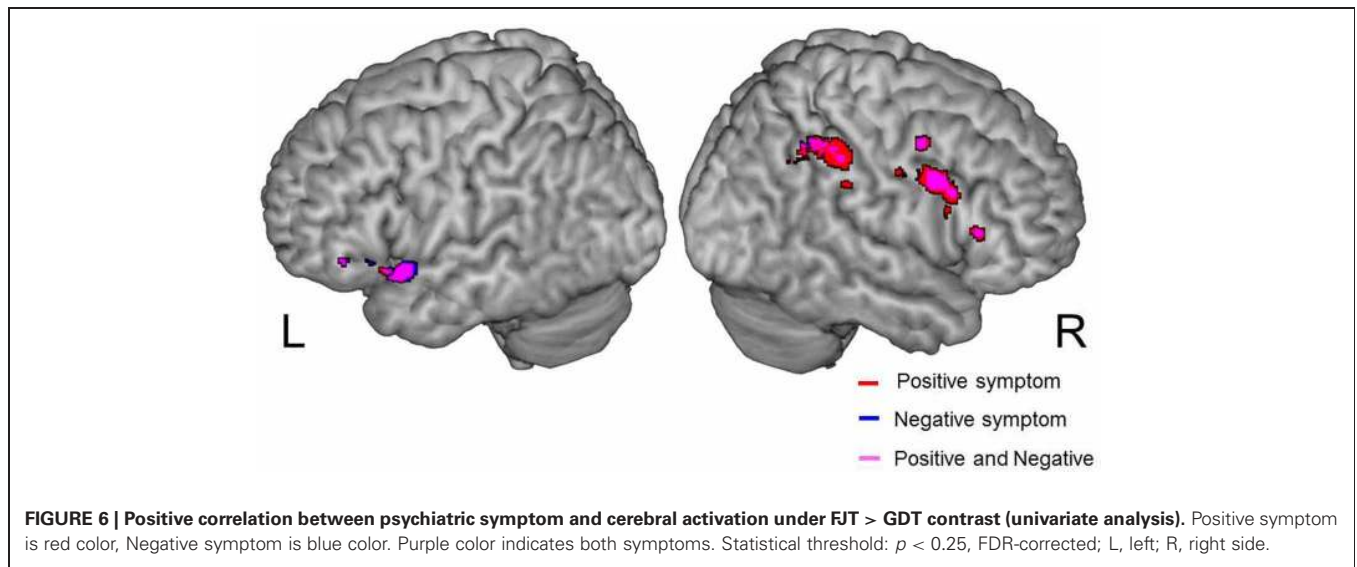 L
R
Positive symptom
Negative symptom
Positive and Negative
FIGURE 6 | Positive correlation between psychiatric symptom and cerebral activation under FJT > GDT contrast (univariate analysis). Positive symptom
is red color, Negative symptom is blue color. Purple color indicates both symptoms. Statistical threshold: p < 0.25, FDR-corrected; L, left; R, right side.